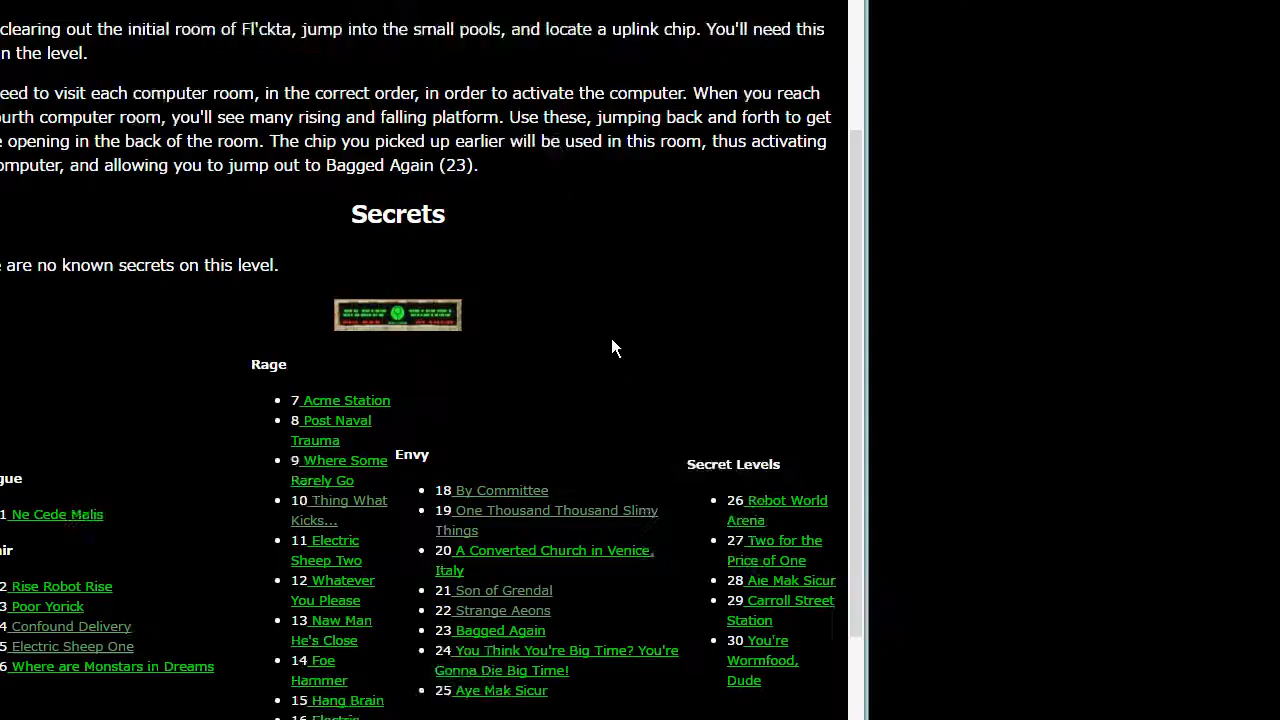 clearing out the initial room of Fl'ckta, jump into the small pools, and locate a uplink chip. You'll need this
n the level.
eed to visit each computer room, in the correct order, in order to activate the computer. When you reach
ourth computer room, you'll see many rising and falling platform. Use these, jumping back and forth to get
e opening in the back of the room. The chip you picked up earlier will be used in this room, thus activating
omputer, and allowing you to jump out to Bagged Again (23).
Secrets
e are no known secrets on this level.
gue
1 Ne Cede Malis
ir
2 Rise Robot Rise
3 Poor Yorick
4 Confound Delivery
5 Electric Sheep One
6 Where are Monstars in Dreams
Rage
7 Acme Station
8 Post Naval
Trauma
9 Where Some
Rarely Go
10 Thing What
Kicks...
11 Electric
Sheep Two
12 Whatever
You Please
13 Naw Man
He's Close
14 Foe
Hammer
15 Hang Brain
16 Electric
Envy
18 By Committee
19 One Thousand Thousand Slimy
Things
20 A Converted Church in Venice,
Italy
21 Son of Grendal
22 Strange Aeons
23 Bagged Again
24 You Think You're Big Time? You're
Gonna Die Big Time!
25 Aye Mak Sicur
Secret Levels
26 Robot World
Arena
27 Two for the
Price of One
28 Aie Mak Sicur
29 Carroll Street
Station
30 You're
Wormfood,
Dude